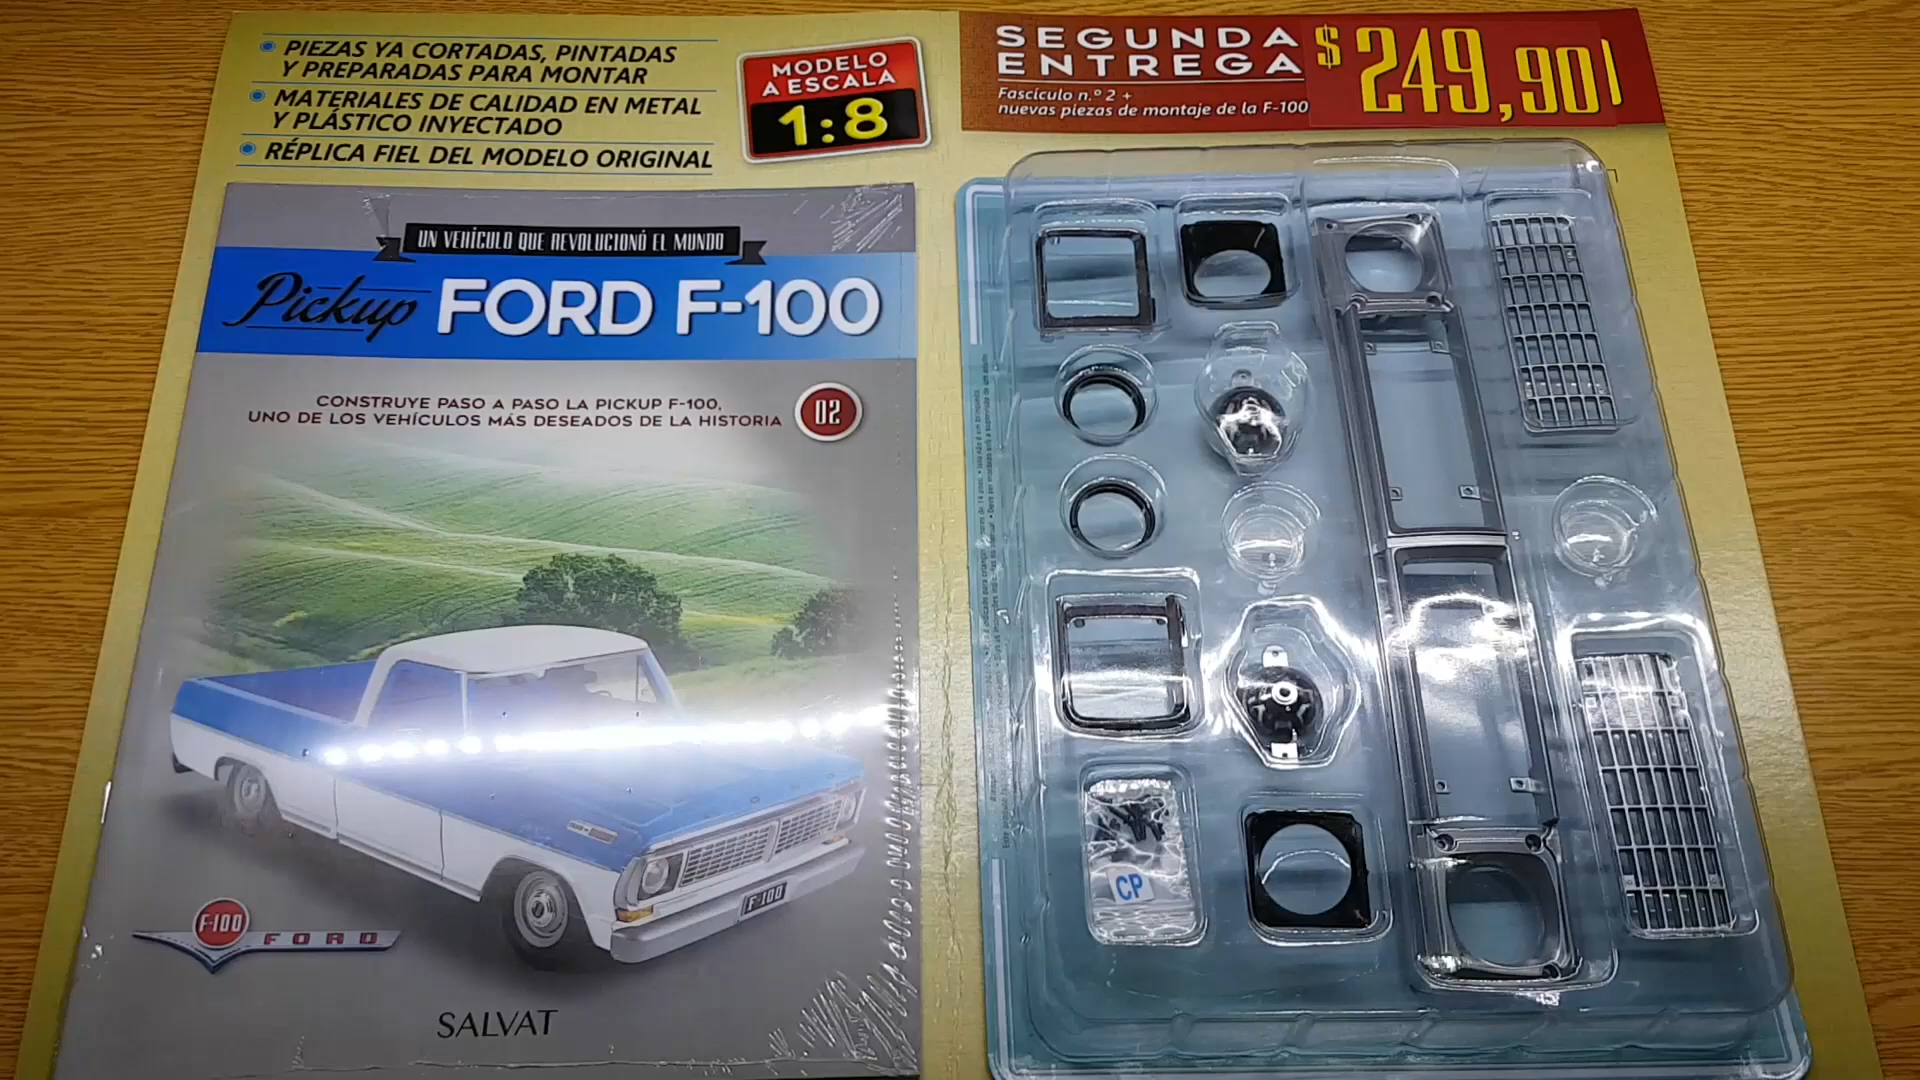 PIEZAS YA CORTADAS, PINTADAS
Y PREPARADAS PARA MONTAR
MATERIALES DE CALIDAD EN METAL
Y PLÁSTICO INYECTADO
RÉPLICA FIEL DEL MODELO ORIGINAL
MODELO
A ESCALA
1:8
SEGUNDA
ENTREGA
$249,90
Fascículo n.º 2 +
nuevas piezas de montaje de la F-100
UN VEHÍCULO QUE REVOLUCIONÓ EL MUNDO
Pickup FORD F-100
CONSTRUYE PASO A PASO LA PICKUP F-100,
UNO DE LOS VEHÍCULOS MÁS DESEADOS DE LA HISTORIA
02
F-100
F-100
FORD
SALVAT
CP